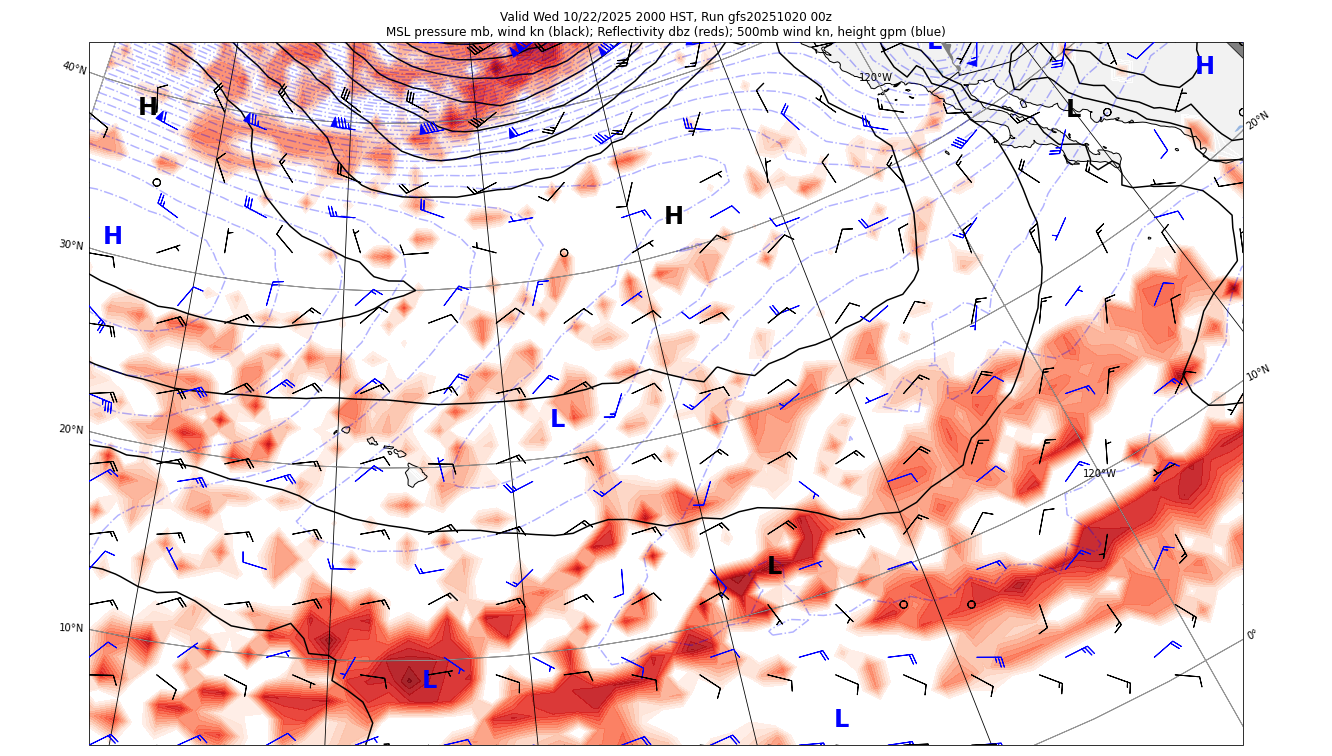 Valid Wed 10/22/2025 2000 HST, Run gfs20251020 00z
MSL pressure mb, wind kn (black); Reflectivity dbz (reds); 500mb wind kn, height gpm (blue)
L
40°N
H
120°W
H
L
20°N
H
H
30°N
10°N
20°N
L
120°W
L
10°N
0°
L
L